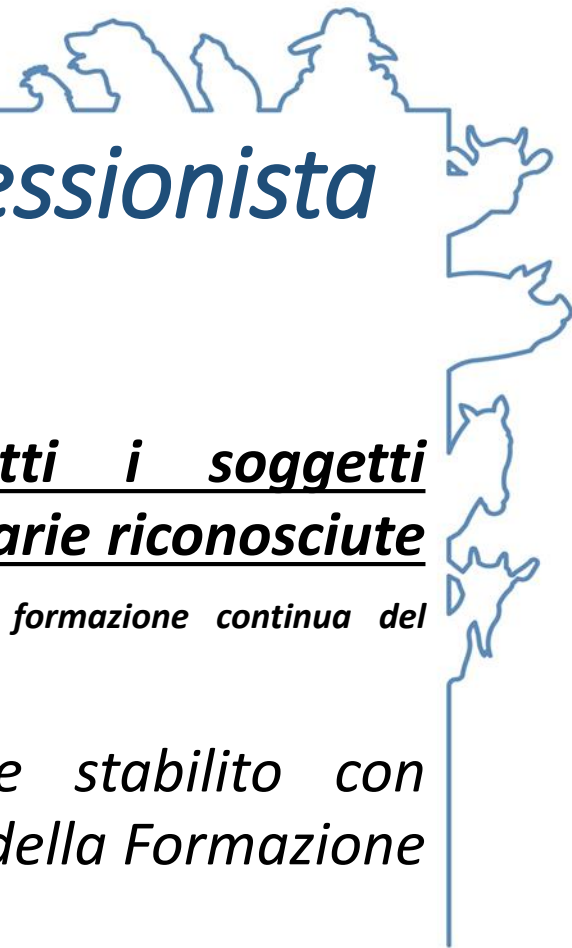 essionista
tti i soggetti
arie riconosciute
formazione continua del
e stabilito con
della Formazione